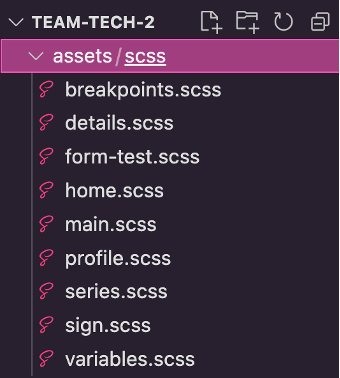 TEAM-TECH-2
assets/scss
breakpoints.scss
details.scss
form-test.scss
home.scss
main.scss
profile.scss
series.scss
sign.scss
variables.scss